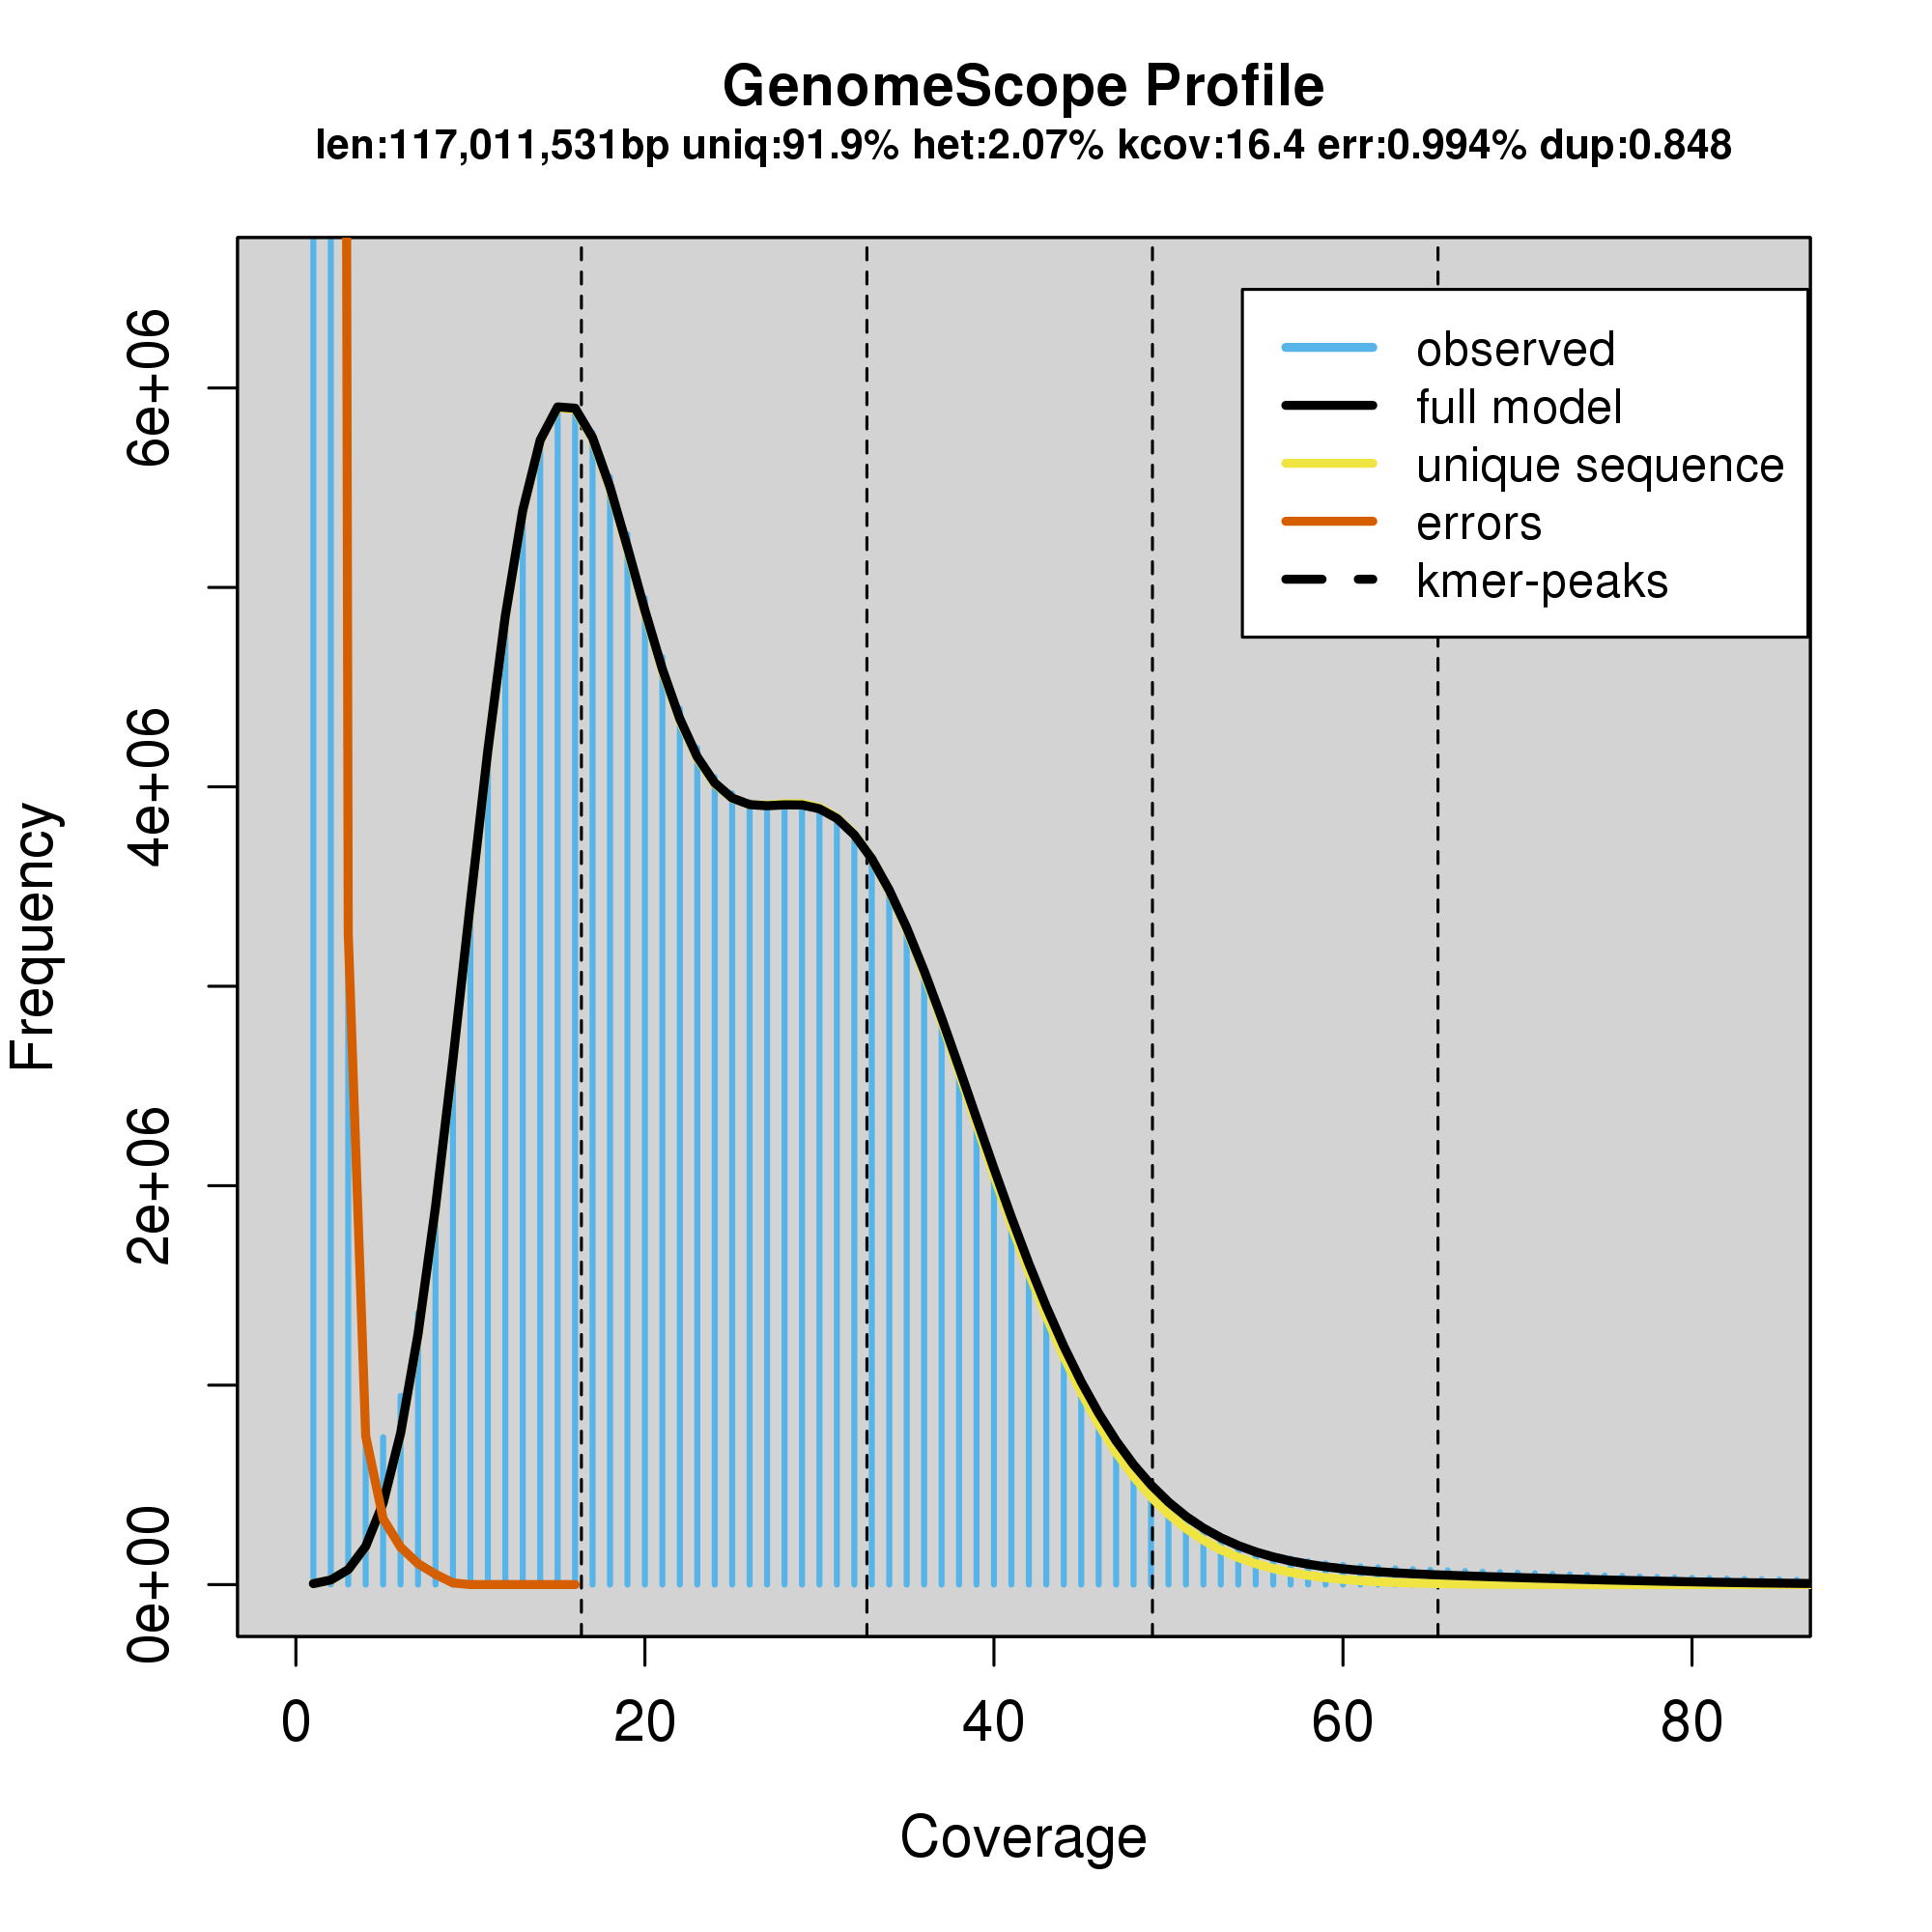 GenomeScope Profile
len:117,011,531bp uniq:91.9% het:2.07% kcov:16.4 err:0.994% dup:0.848
observed
full model
unique sequence
errors
kmer-peaks
Frequency
6e+06
4e+06
2e+06
0e+00
0 20 40 60 80
Coverage